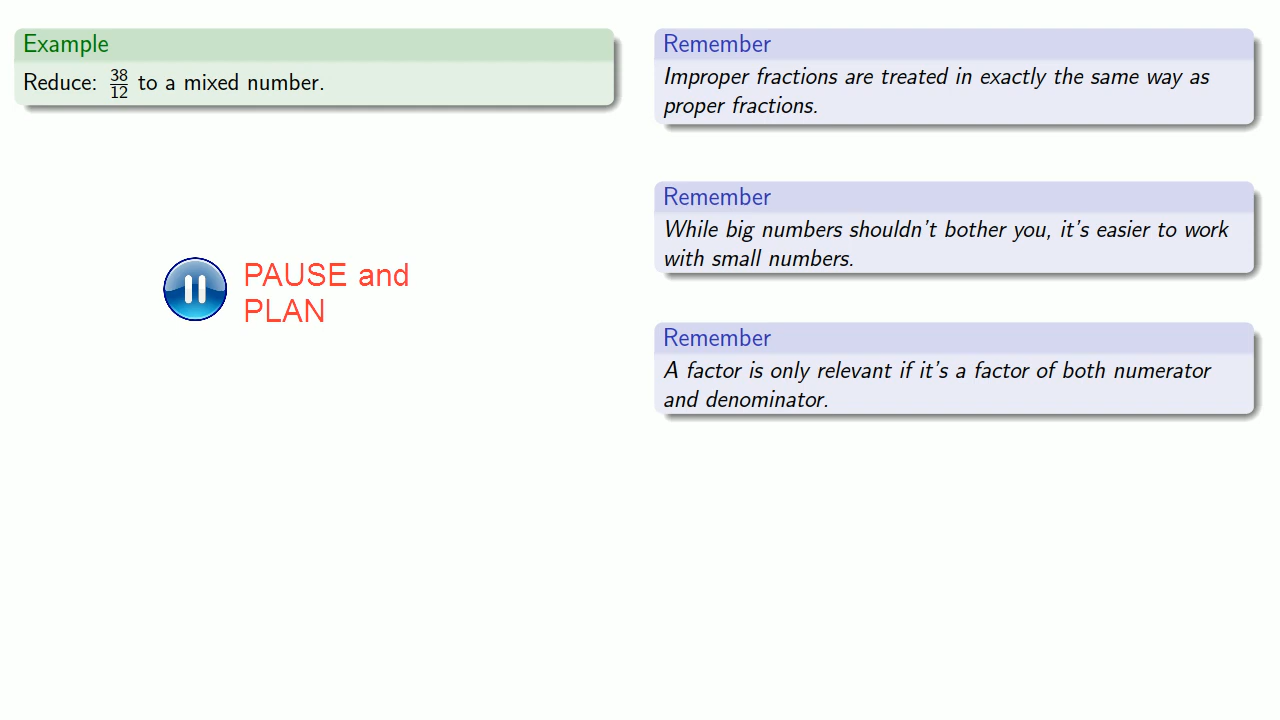 Example
Reduce: 38/12 to a mixed number.
PAUSE and
PLAN
Remember
Improper fractions are treated in exactly the same way as
proper fractions.
Remember
While big numbers shouldn't bother you, it's easier to work
with small numbers.
Remember
A factor is only relevant if it's a factor of both numerator
and denominator.